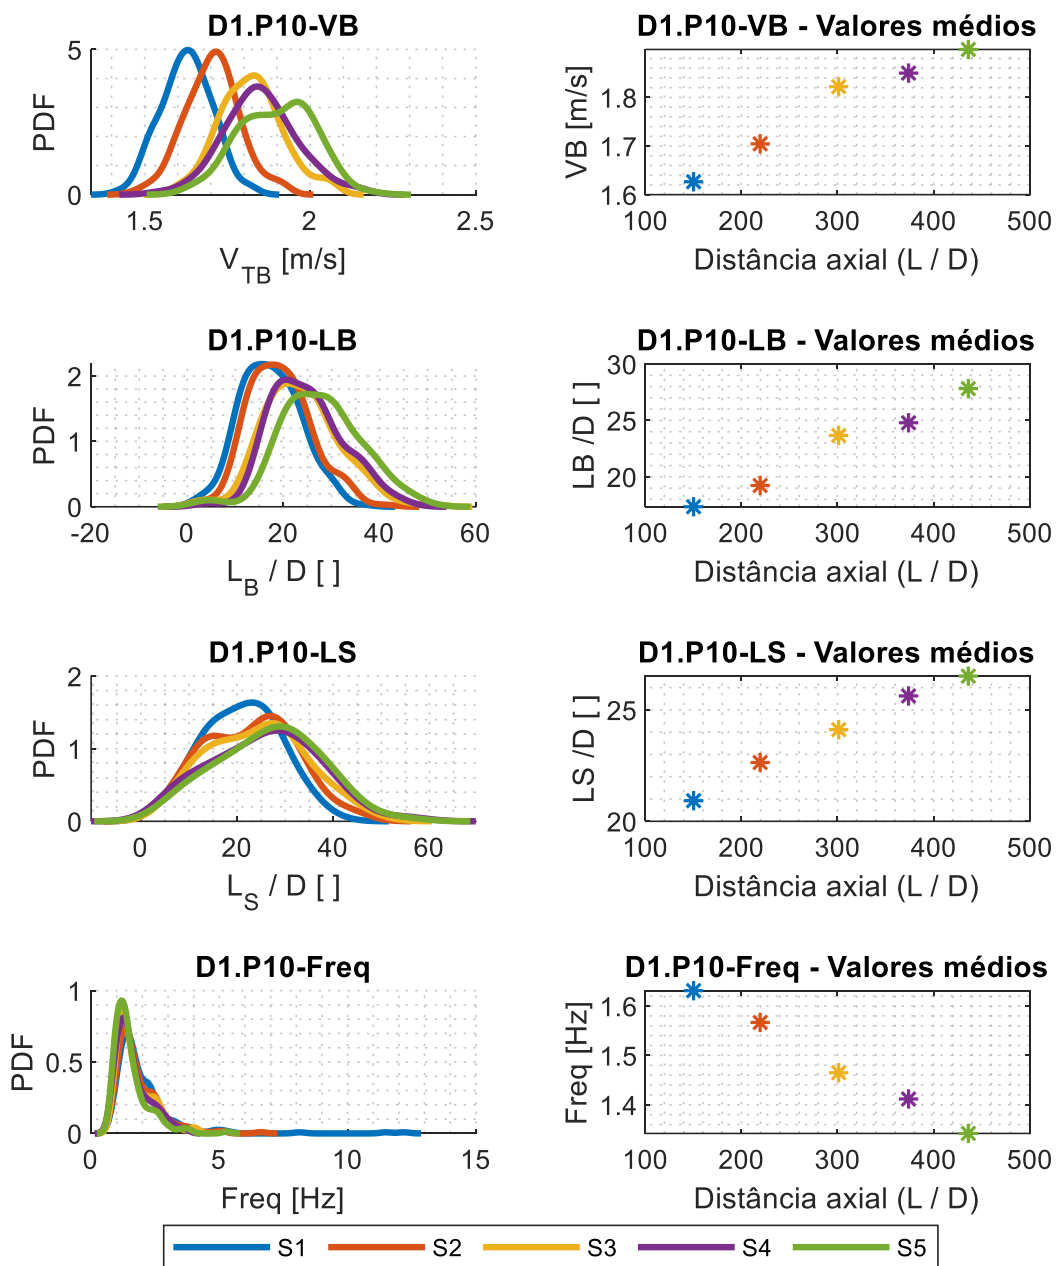 D1.P10-VB
PDF
5
0
1.5
2
2.5
V_TB [m/s]
D1.P10-VB - Valores médios
VB [m/s]
1.8
1.7
1.6
100
200
300
400
500
Distância axial (L / D)
D1.P10-LB
PDF
2
1
0
-20
0
20
40
60
L_B / D [ ]
D1.P10-LB - Valores médios
LB /D [ ]
30
25
20
100
200
300
400
500
Distância axial (L / D)
D1.P10-LS
PDF
2
1
0
0
20
40
60
L_S / D [ ]
D1.P10-LS - Valores médios
LS /D [ ]
25
20
100
200
300
400
500
Distância axial (L / D)
D1.P10-Freq
PDF
1
0.5
0
0
5
10
15
Freq [Hz]
D1.P10-Freq - Valores médios
Freq [Hz]
1.6
1.5
1.4
100
200
300
400
500
Distância axial (L / D)
S1
S2
S3
S4
S5